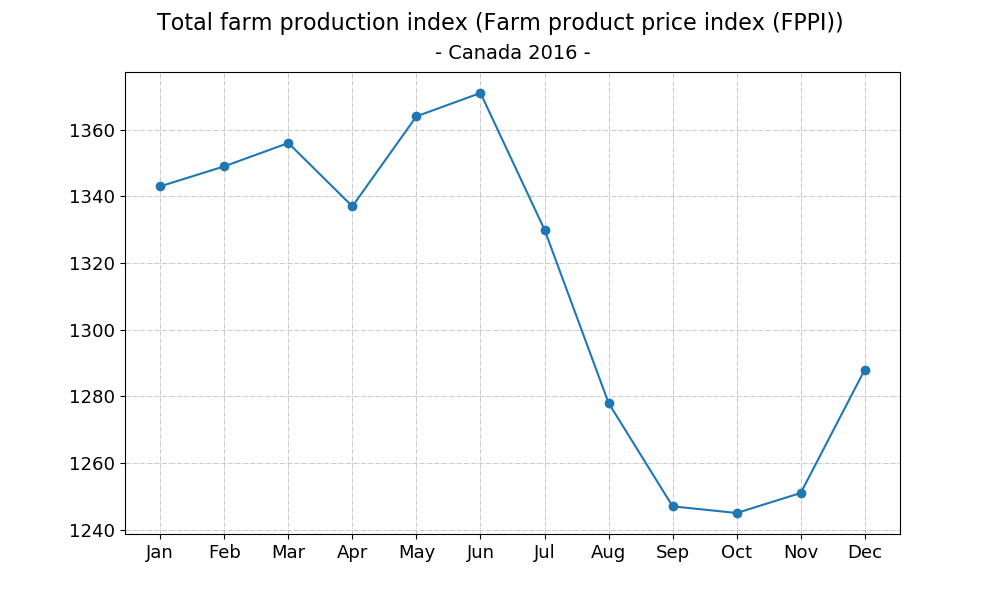 Total farm production index (Farm product price index (FPPI))
- Canada 2016 -
1360
1340
1320
1300
1280
1260
1240
Jan Feb Mar Apr May Jun Jul Aug Sep Oct Nov Dec